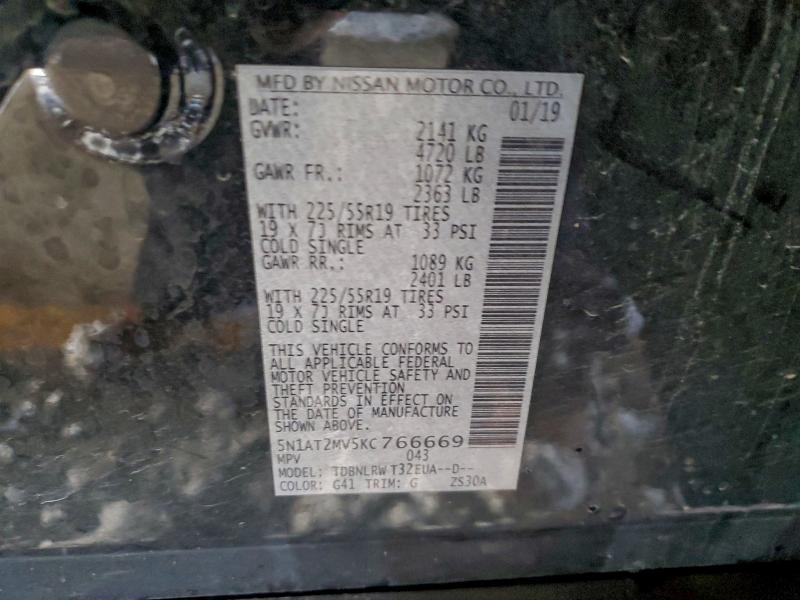 MFD BY NISSAN MOTOR CO., LTD.
DATE: 01/19
GVWR: 2141 KG
4720 LB
GAWR FR.: 1072 KG
2363 LB
WITH 225/55R19 TIRES
19 X 7J RIMS AT 33 PSI
COLD SINGLE
GAWR RR.: 1089 KG
2401 LB
WITH 225/55R19 TIRES
19 X 7J RIMS AT 33 PSI
COLD SINGLE
THIS VEHICLE CONFORMS TO
ALL APPLICABLE FEDERAL
MOTOR VEHICLE SAFETY AND
THEFT PREVENTION
STANDARDS IN EFFECT ON
THE DATE OF MANUFACTURE
SHOWN ABOVE.
5N1AT2MV5KC766669
MPV 043
MODEL: TDBNLRW T32EUA--D--
COLOR: G41 TRIM: G ZS30A